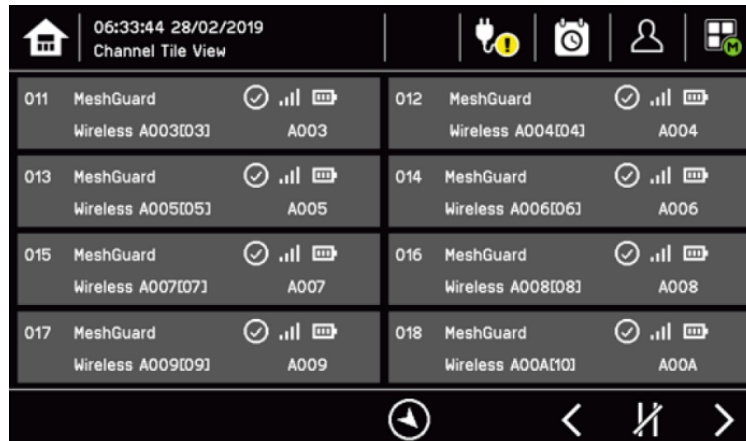 06:33:44 28/02/2019
Channel Tile View
M
011 MeshGuard
Wireless A003[03] A003
012 MeshGuard
Wireless A004[04] A004
013 MeshGuard
Wireless A005[05] A005
014 MeshGuard
Wireless A006[06] A006
015 MeshGuard
Wireless A007[07] A007
016 MeshGuard
Wireless A008[08] A008
017 MeshGuard
Wireless A009[09] A009
018 MeshGuard
Wireless A00A[10] A00A